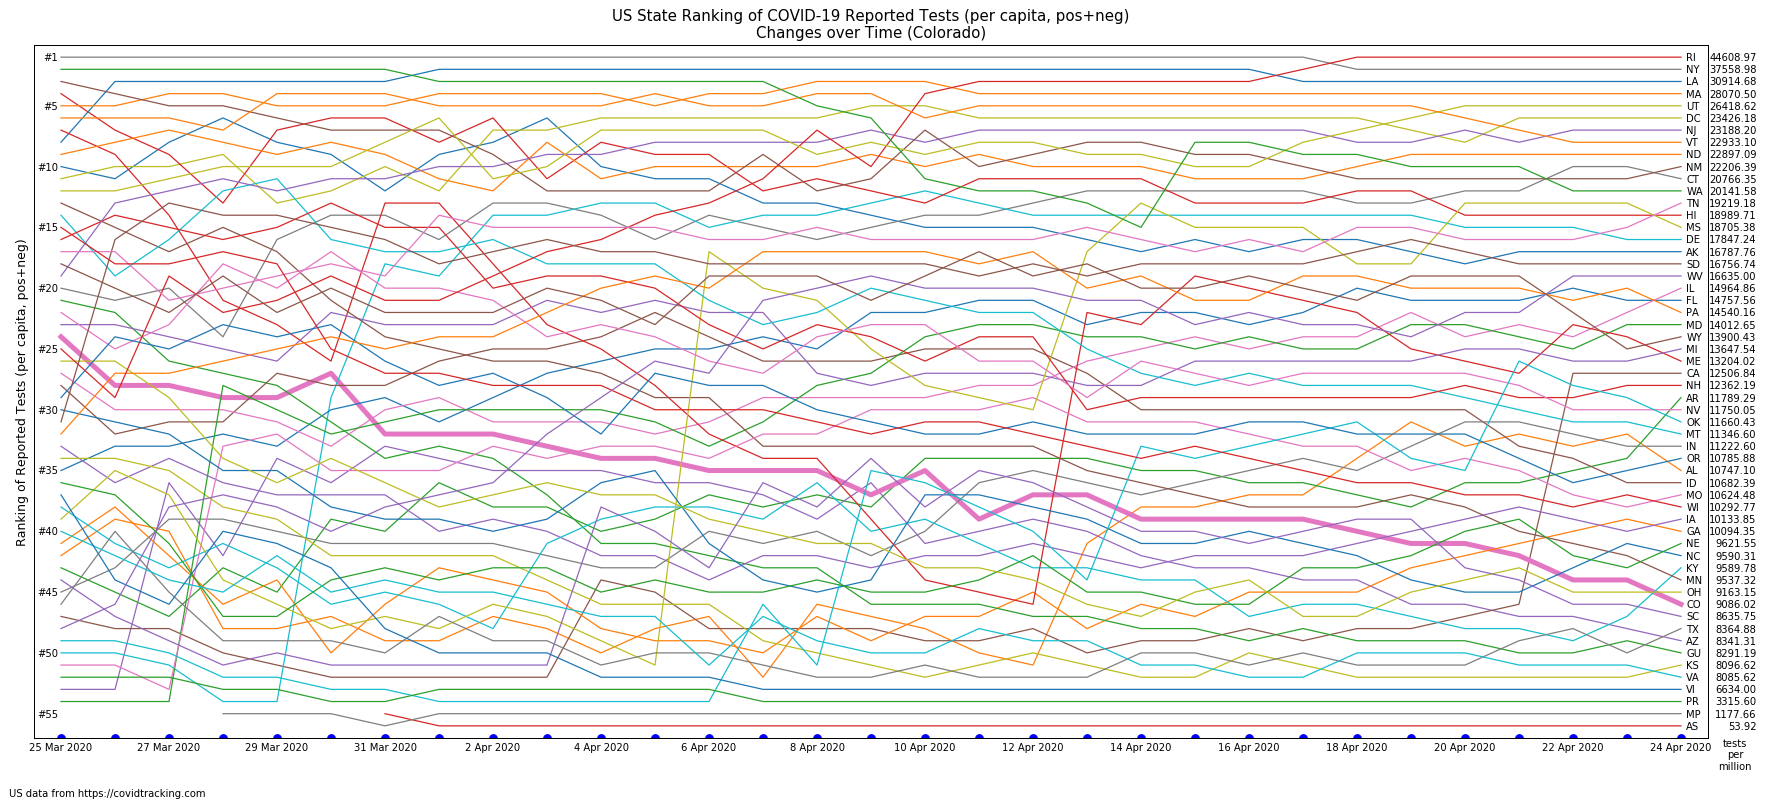 US State Ranking of COVID-19 Reported Tests (per capita, pos+neg)
Changes over Time (Colorado)
Ranking of Reported Tests (per capita, pos+neg)
#1
#5
#10
#15
#20
#25
#30
#35
#40
#45
#50
#55
RI 44608.97
NY 37558.98
LA 30914.68
MA 28070.50
UT 26418.62
DC 23426.18
NJ 23188.20
VT 22933.10
ND 22897.09
NM 22206.39
CT 20766.35
WA 20141.58
TN 19219.18
HI 18989.71
MS 18705.38
DE 17847.24
AK 16787.76
SD 16756.74
WV 16635.00
IL 14964.86
FL 14757.56
PA 14540.16
MD 14012.65
WY 13900.43
MI 13647.54
ME 13204.02
CA 12506.84
NH 12362.19
AR 11789.29
NV 11750.05
OK 11660.43
MT 11346.60
IN 11222.60
OR 10785.88
AL 10747.10
ID 10682.39
MO 10624.48
WI 10292.77
IA 10133.85
GA 10094.35
NE 9621.55
NC 9590.31
KY 9589.78
MN 9537.32
OH 9163.15
CO 9086.02
SC 8635.75
TX 8364.88
AZ 8341.31
GU 8291.19
KS 8096.62
VA 8085.62
VI 6634.00
PR 3315.60
MP 1177.66
AS 53.92
25 Mar 2020 27 Mar 2020 29 Mar 2020 31 Mar 2020 2 Apr 2020 4 Apr 2020 6 Apr 2020 8 Apr 2020 10 Apr 2020 12 Apr 2020 14 Apr 2020 16 Apr 2020 18 Apr 2020 20 Apr 2020 22 Apr 2020 24 Apr 2020
tests
per
million
US data from https://covidtracking.com